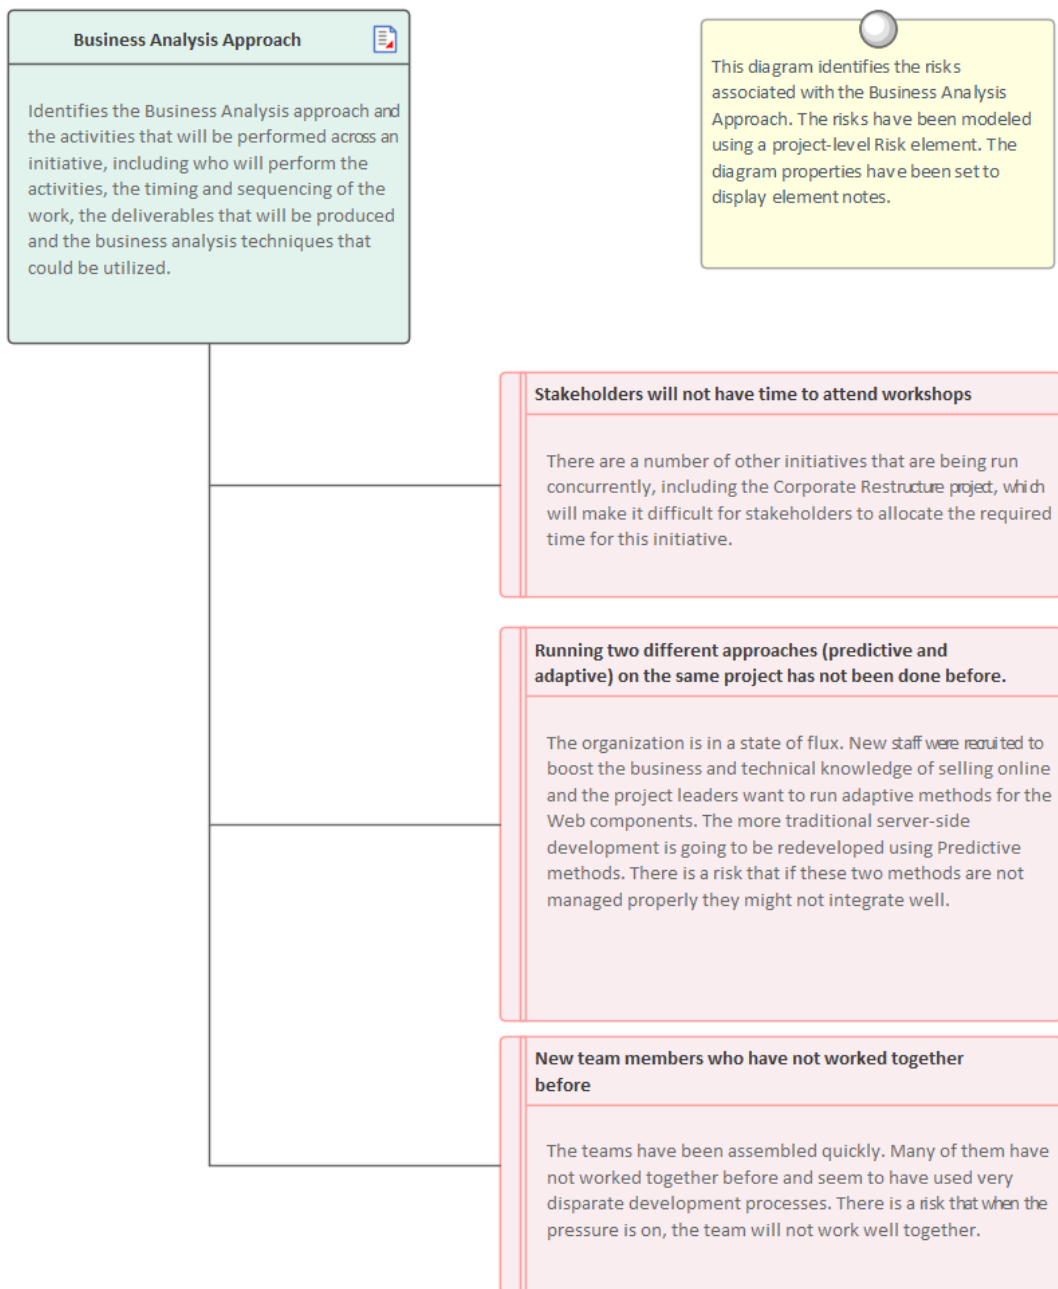 Business Analysis Approach
Identifies the Business Analysis approach and
the activities that will be performed across an
initiative, including who will perform the
activities, the timing and sequencing of the
work, the deliverables that will be produced
and the business analysis techniques that
could be utilized.
This diagram identifies the risks
associated with the Business Analysis
Approach. The risks have been modeled
using a project-level Risk element. The
diagram properties have been set to
display element notes.
Stakeholders will not have time to attend workshops
There are a number of other initiatives that are being run
concurrently, including the Corporate Restructure project, which
will make it difficult for stakeholders to allocate the required
time for this initiative.
Running two different approaches (predictive and
adaptive) on the same project has not been done before.
The organization is in a state of flux. New staff were recruited to
boost the business and technical knowledge of selling online
and the project leaders want to run adaptive methods for the
Web components. The more traditional server-side
development is going to be redeveloped using Predictive
methods. There is a risk that if these two methods are not
managed properly they might not integrate well.
New team members who have not worked together
before
The teams have been assembled quickly. Many of them have
not worked together before and seem to have used very
disparate development processes. There is a risk that when the
pressure is on, the team will not work well together.